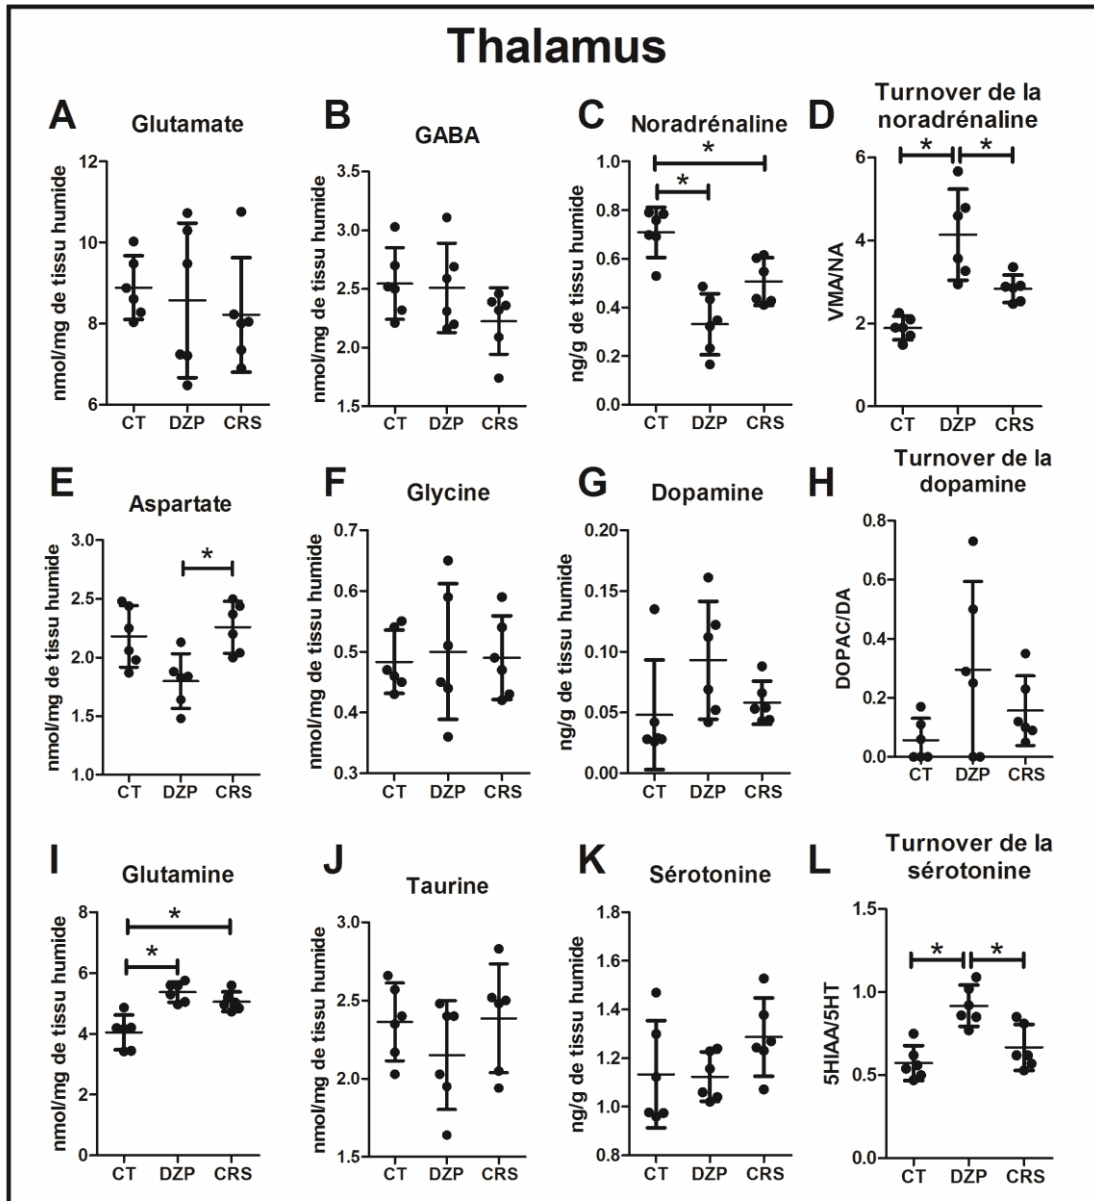 Thalamus
A
Glutamate
nmol/mg de tissu humide
12
10
8
6
CT DZP CRS
B
GABA
nmol/mg de tissu humide
3.5
3.0
2.5
2.0
1.5
CT DZP CRS
C
Noradrénaline
ng/g de tissu humide
1.0
0.8
0.6
0.4
0.2
0.0
*
*
CT DZP CRS
D
Turnover de la
noradrénaline
VMA/NA
6
4
2
0
* *
CT DZP CRS
E
Aspartate
nmol/mg de tissu humide
3.0
2.5
2.0
1.5
1.0
*
CT DZP CRS
F
Glycine
nmol/mg de tissu humide
0.7
0.6
0.5
0.4
0.3
CT DZP CRS
G
Dopamine
ng/g de tissu humide
0.20
0.15
0.10
0.05
0.00
CT DZP CRS
H
Turnover de la
dopamine
DOPAC/DA
0.8
0.6
0.4
0.2
0.0
CT DZP CRS
I
Glutamine
nmol/mg de tissu humide
8
6
4
2
0
*
*
CT DZP CRS
J
Taurine
nmol/mg de tissu humide
3.0
2.5
2.0
1.5
CT DZP CRS
K
Sérotonine
ng/g de tissu humide
1.8
1.6
1.4
1.2
1.0
0.8
CT DZP CRS
L
Turnover de la
sérotonine
5HIAA/5HT
1.5
1.0
0.5
0.0
* *
CT DZP CRS